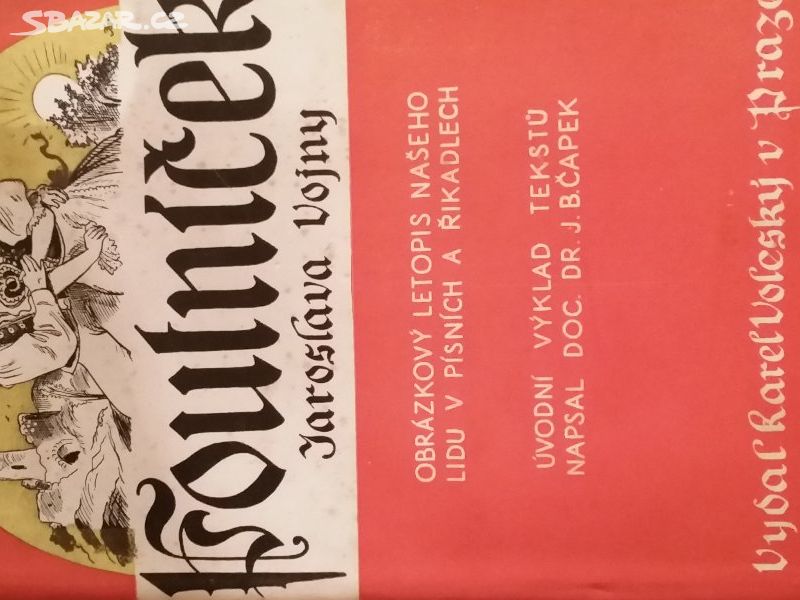 SBAZAR.CZ
Poutníček
Jaroslava Vojny
OBRÁZKOVÝ LETOPIS NAŠEHO
LIDU V PÍSNÍCH A ŘIKADLECH
ÚVODNÍ VÝKLAD TEKSTŮ
NAPSAL DOC. DR. J. B. ČAPEK
Vydal Karel Voleský v Praze